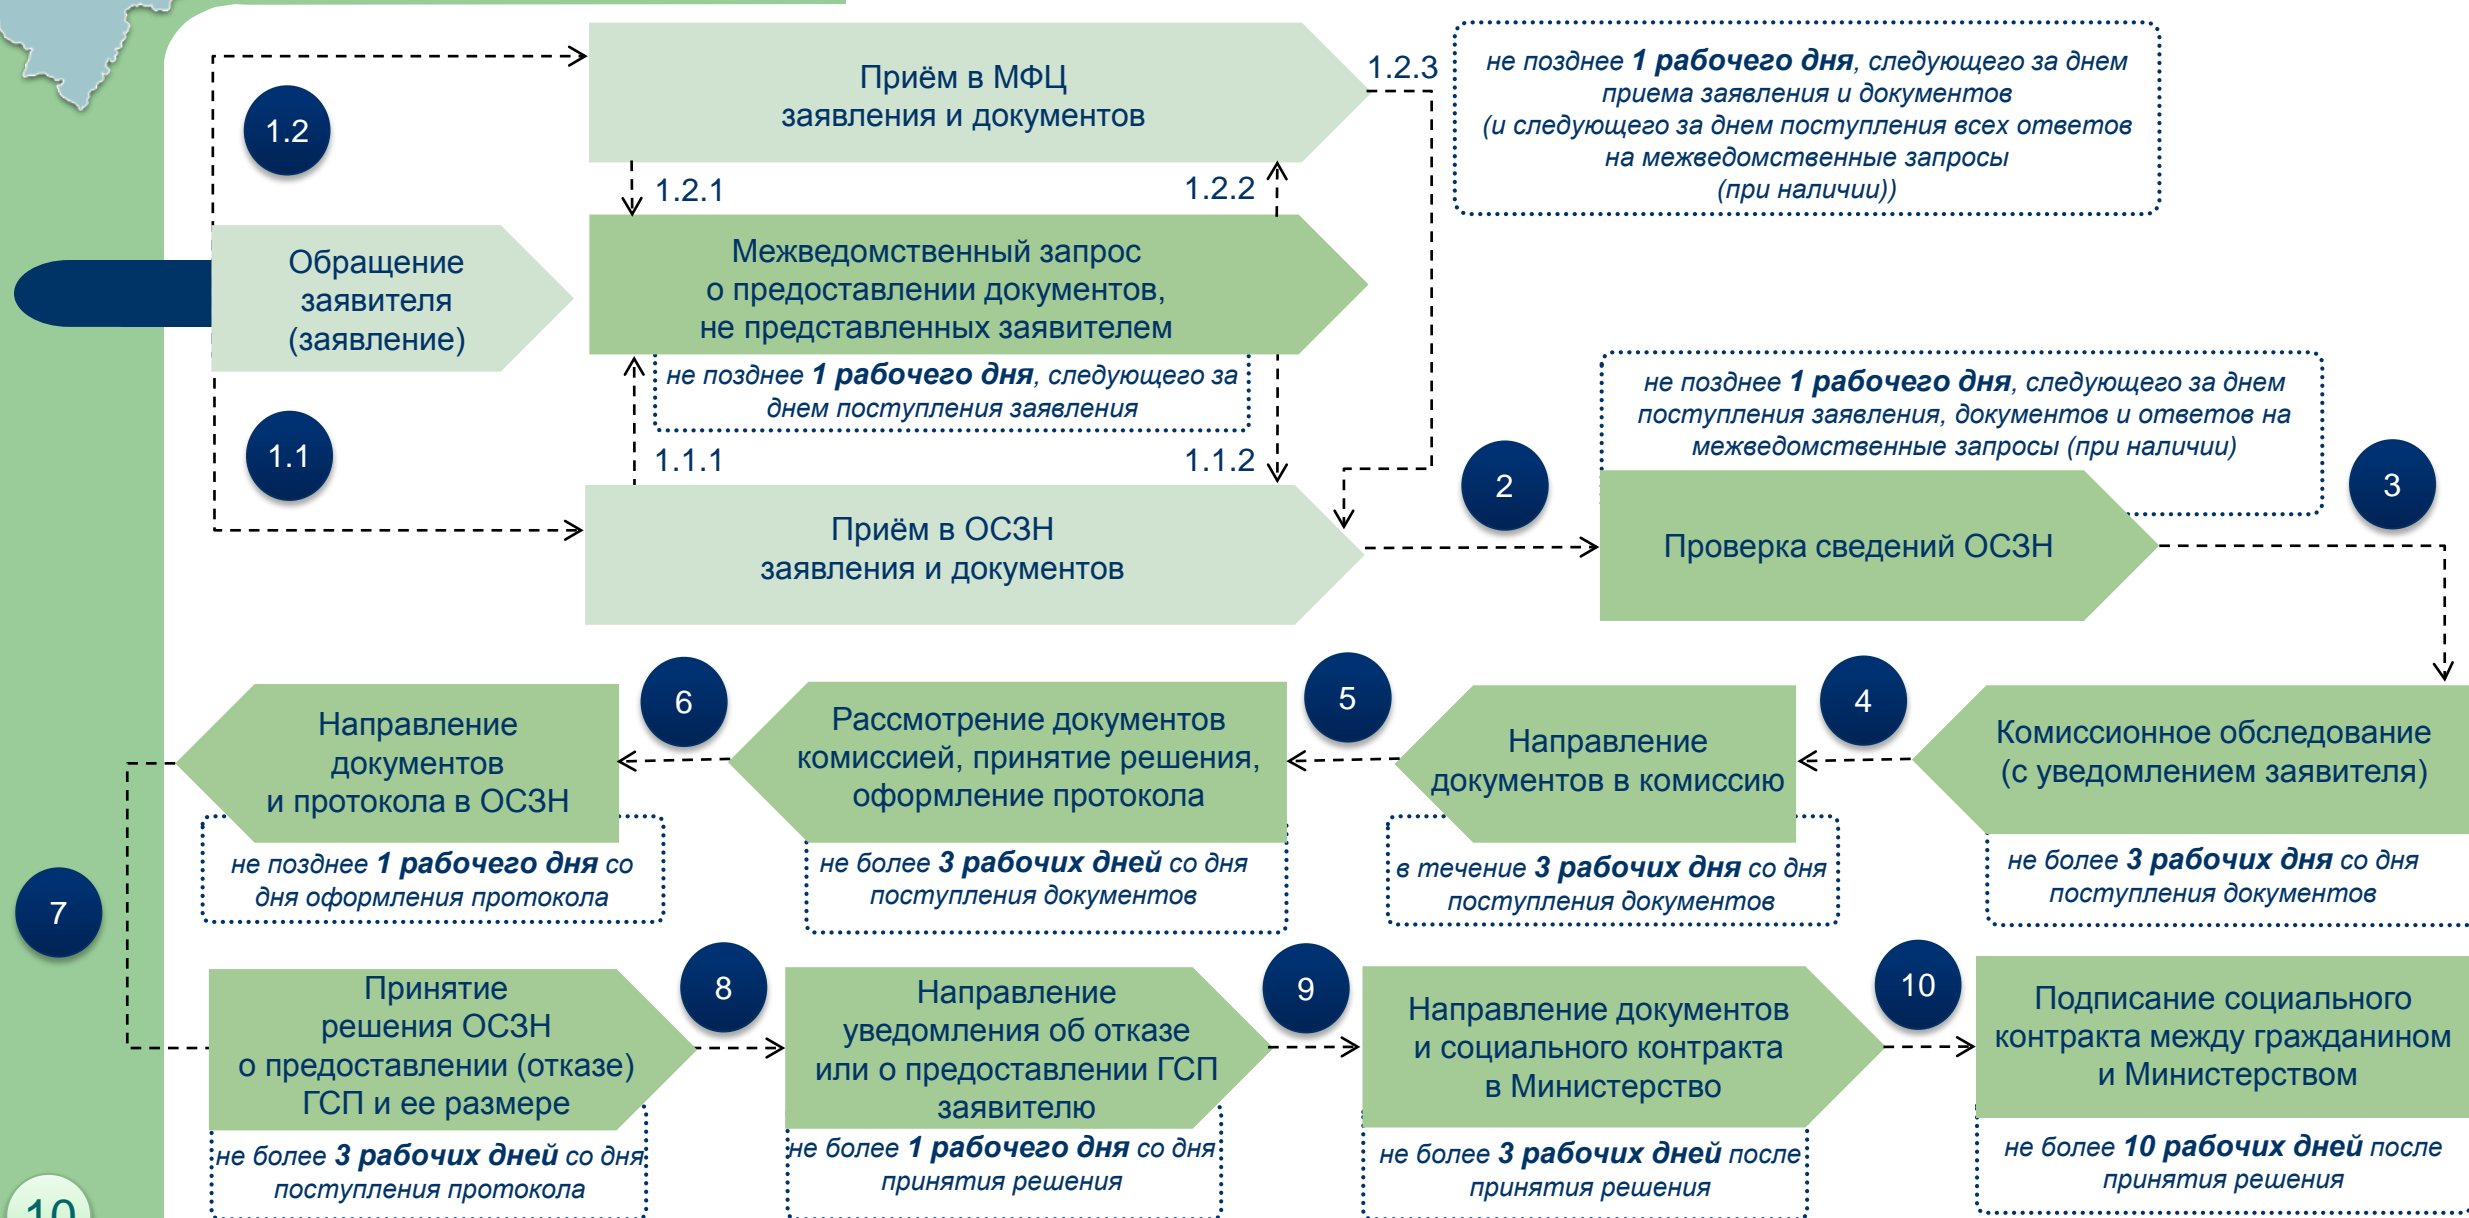 1.2
Приём в МФЦ
заявления и документов
1.2.3
не позднее 1 рабочего дня, следующего за днем
приема заявления и документов
(и следующего за днем поступления всех ответов
на межведомственные запросы
(при наличии))
1.2.1
1.2.2
Обращение
заявителя
(заявление)
Межведомственный запрос
о предоставлении документов,
не представленных заявителем
не позднее 1 рабочего дня, следующего за
днем поступления заявления
1.1
1.1.1
1.1.2
Приём в ОСЗН
заявления и документов
2
не позднее 1 рабочего дня, следующего за днем
поступления заявления, документов и ответов на
межведомственные запросы (при наличии)
Проверка сведений ОСЗН
3
Комиссионное обследование
(с уведомлением заявителя)
не более 3 рабочих дня со дня
поступления документов
4
Направление
документов в комиссию
в течение 3 рабочих дня со дня
поступления документов
5
Рассмотрение документов
комиссией, принятие решения,
оформление протокола
не более 3 рабочих дней со дня
поступления документов
6
Направление
документов
и протокола в ОСЗН
не позднее 1 рабочего дня со
дня оформления протокола
7
Принятие
решения ОСЗН
о предоставлении (отказе)
ГСП и ее размере
не более 3 рабочих дней со дня
поступления протокола
8
Направление
уведомления об отказе
или о предоставлении ГСП
заявителю
не более 1 рабочего дня со дня
принятия решения
9
Направление документов
и социального контракта
в Министерство
не более 3 рабочих дней после
принятия решения
10
Подписание социального
контракта между гражданином
и Министерством
не более 10 рабочих дней после
принятия решения
10